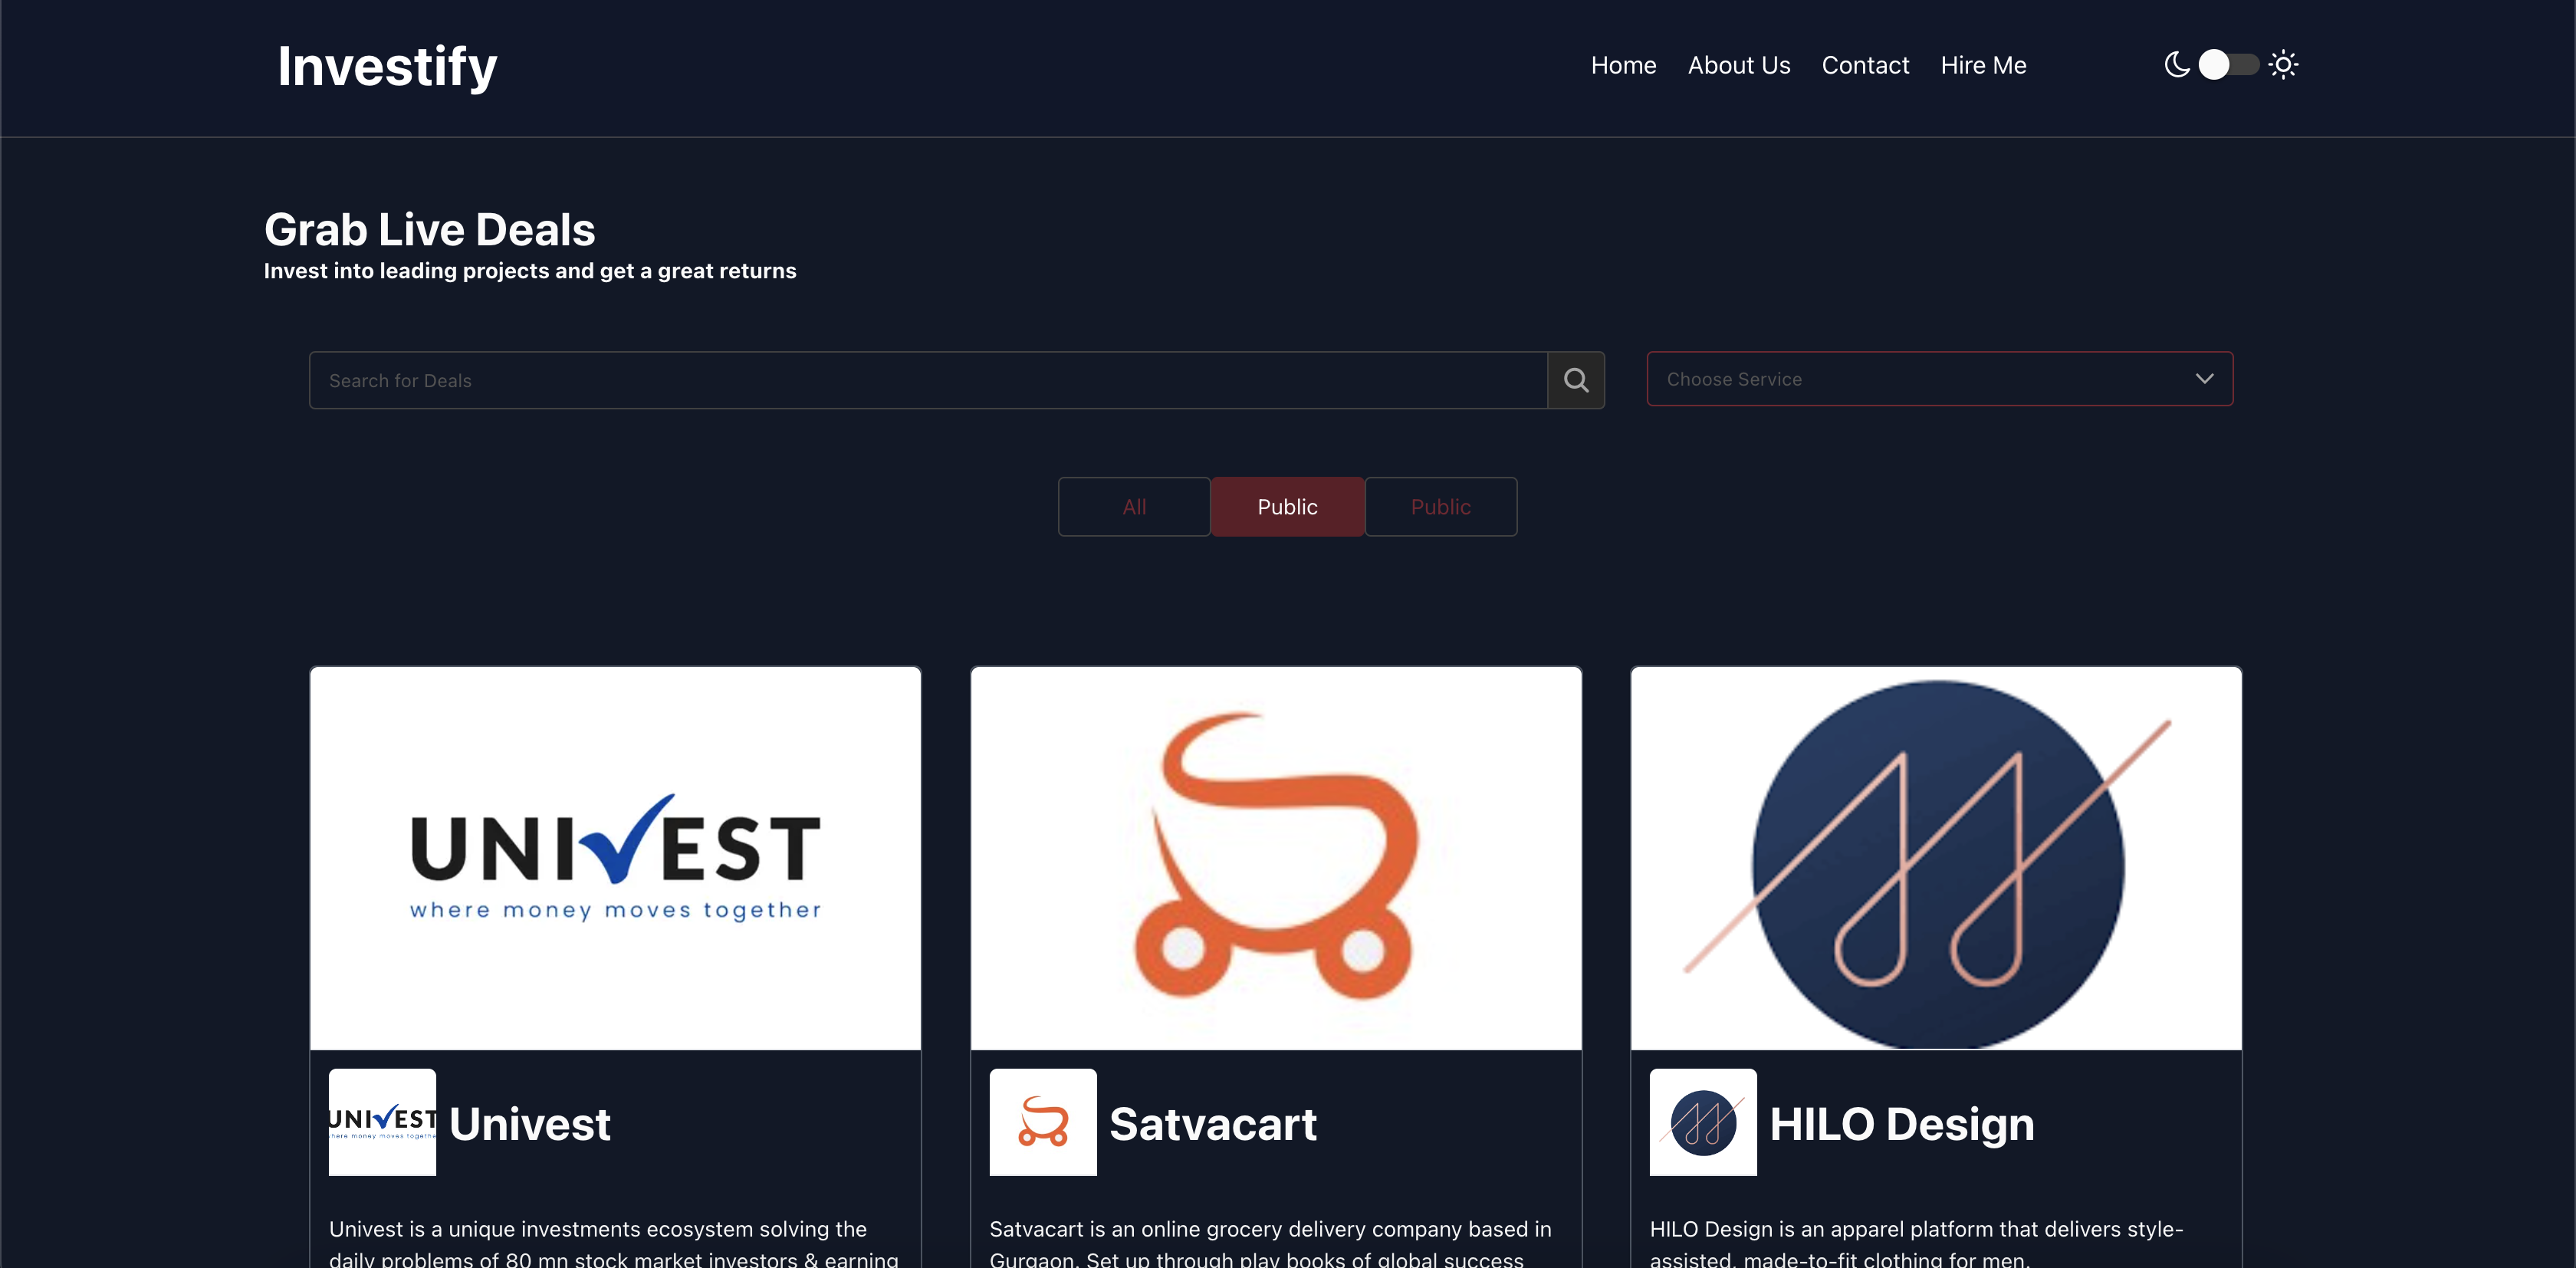 Investify
Home About Us Contact Hire Me
Grab Live Deals
Invest into leading projects and get a great returns
Search for Deals
Choose Service
All Public Public
UNIVEST
where money moves together
UNIVEST
where money moves together
Univest
Satvacart
HILO Design
Univest is a unique investments ecosystem solving the
daily problems of 80 mn stock market investors & earning
Satvacart is an online grocery delivery company based in
Gurgaon. Set up through play books of global success
HILO Design is an apparel platform that delivers style-
assisted, made-to-fit clothing for men.